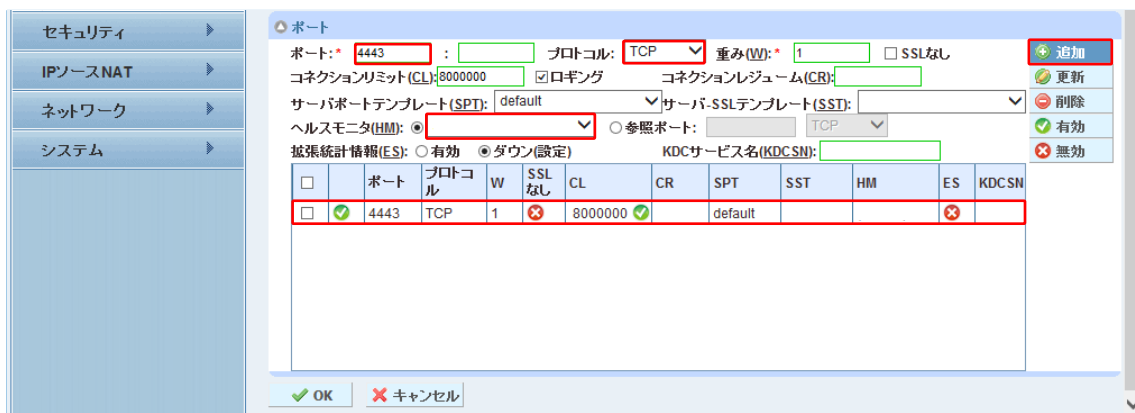 セキュリティ
IPソースNAT
ネットワーク
システム
ポート
ポート:* 4443 : プロトコル: TCP 重み(W):* 1 SSLなし 追加
コネクションリミット(CL): 8000000 ロギング コネクションレジューム(CR): 更新
サーバポートテンプレート(SPT): default サーバ-SSLテンプレート(SST): 削除
ヘルスモニタ(HM): 参照ポート: TCP 有効
拡張統計情報(ES): 有効 ダウン(設定) KDCサービス名(KDCSN): 無効
ポート プロトコル W SSLなし CL CR SPT SST HM ES KDCSN
4443 TCP 1 8000000 default
OK キャンセル